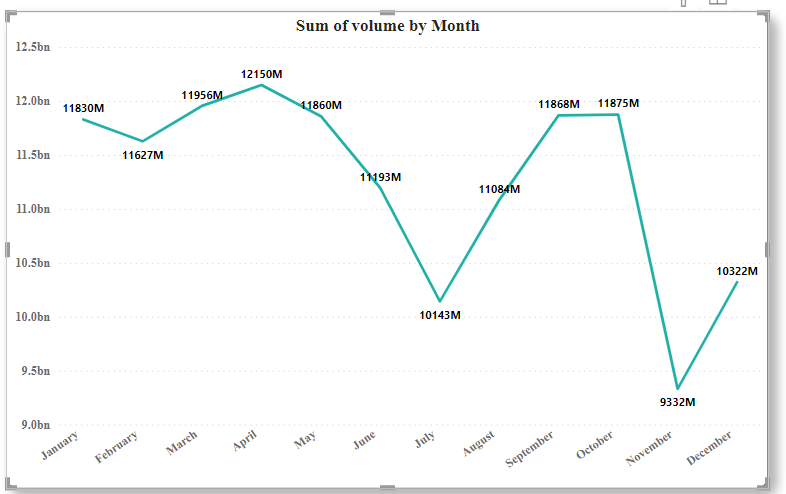 Sum of volume by Month
12.5bn
12150M
12.0bn
11830M
11956M
11860M
11868M
11875M
11627M
11.5bn
11193M
11084M
11.0bn
10.5bn
10322M
10143M
10.0bn
9.5bn
9332M
9.0bn
January
February
March
April
May
June
July
August
September
October
November
December